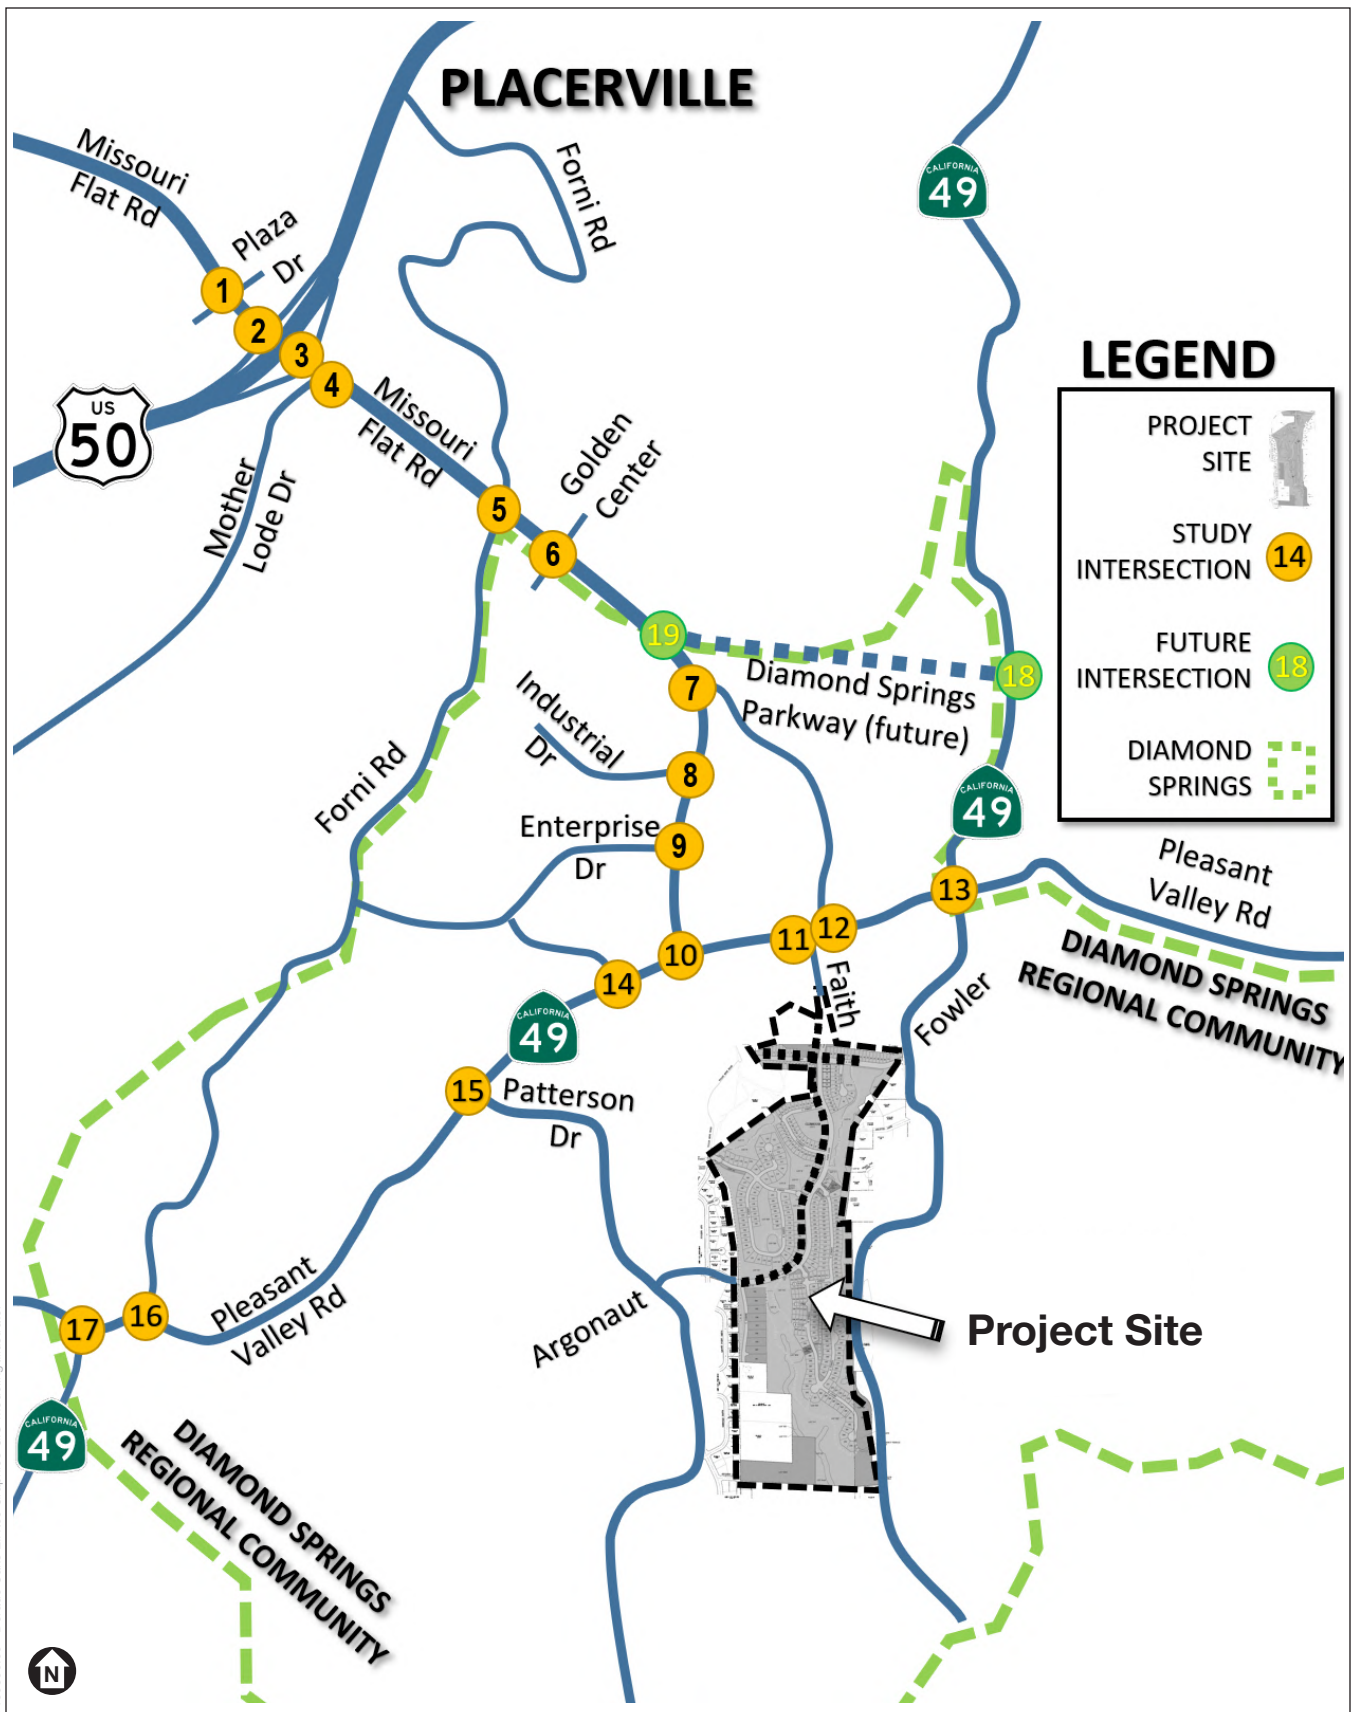 PLACERVILLE
Missouri
Flat Rd
Forni Rd
CALIFORNIA
49
Plaza
Dr
1
2
3
4
US
50
LEGEND
PROJECT
SITE
STUDY
INTERSECTION
14
FUTURE
INTERSECTION
18
DIAMOND
SPRINGS
Missouri
Flat Rd
Golden
Center
Mother
Lode Dr
5
6
19
18
7
Diamond Springs
Parkway (future)
Industrial
Dr
8
Forni Rd
CALIFORNIA
49
Enterprise
Dr
9
Pleasant
Valley Rd
13
12
11
10
14
DIAMOND SPRINGS
REGIONAL COMMUNITY
Faith
Fowler
CALIFORNIA
49
15
Patterson
Dr
Pleasant
Valley Rd
16
17
Argonaut
Project Site
CALIFORNIA
49
DIAMOND SPRINGS
REGIONAL COMMUNITY
N